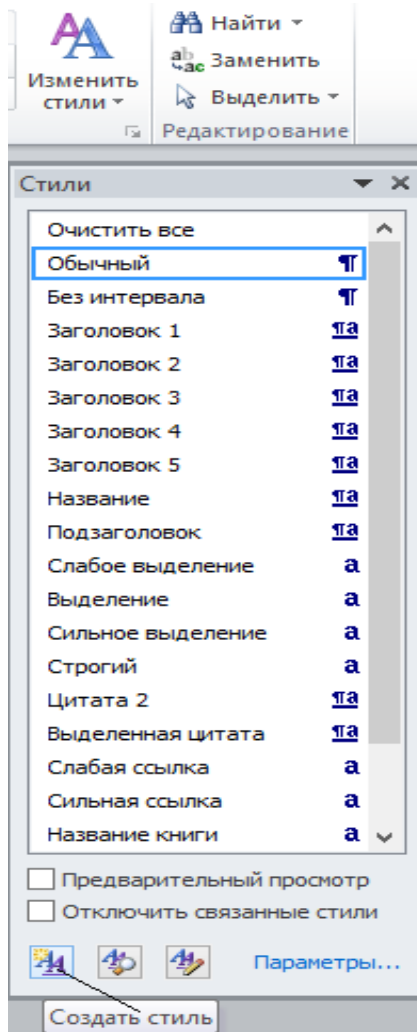 Найти
Заменить
Выделить
Изменить
стили
Редактирование
Стили
Очистить все
Обычный
Без интервала
Заголовок 1
Заголовок 2
Заголовок 3
Заголовок 4
Заголовок 5
Название
Подзаголовок
Слабое выделение
Выделение
Сильное выделение
Строгий
Цитата 2
Выделенная цитата
Слабая ссылка
Сильная ссылка
Название книги
Предварительный просмотр
Отключить связанные стили
Параметры...
Создать стиль